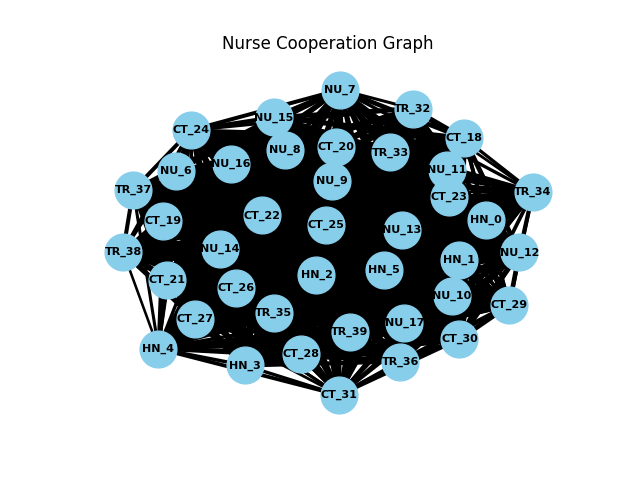 Nurse Cooperation Graph
NU_7
TR_32
NU_15
CT_24
CT_18
CT_20
NU_8
TR_33
NU_16
NU_6
NU_11
NU_9
TR_37
TR_34
CT_23
CT_22
CT_19
HN_0
CT_25
NU_13
NU_14
TR_38
NU_12
HN_1
HN_5
HN_2
CT_21
CT_26
NU_10
CT_29
TR_35
CT_27
NU_17
TR_39
CT_30
HN_4
CT_28
TR_36
HN_3
CT_31